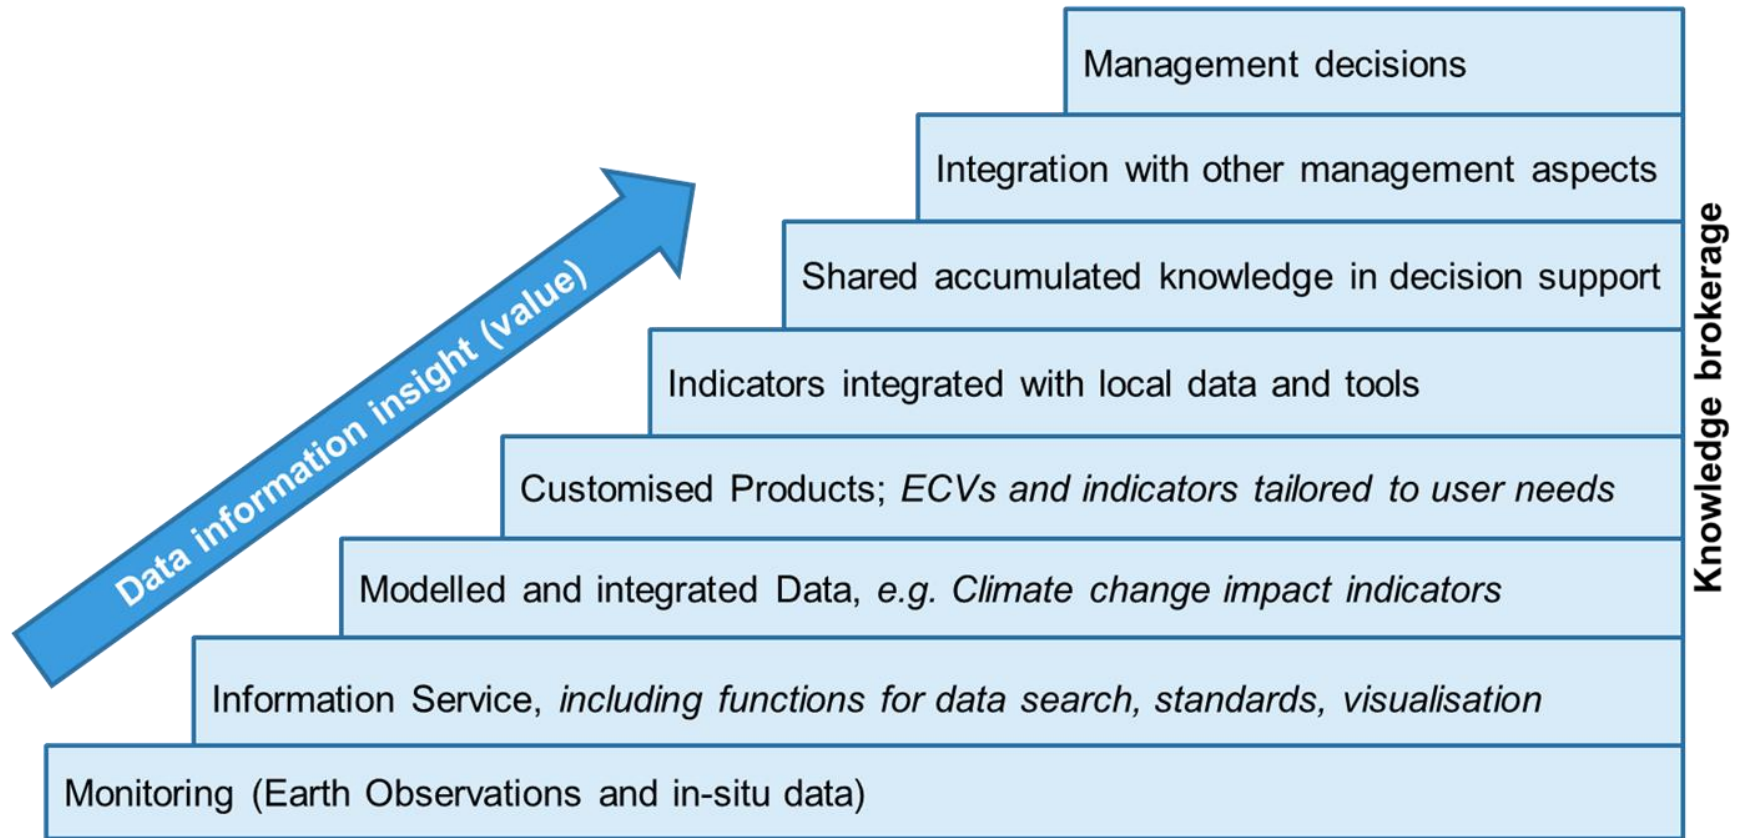 Management decisions
Integration with other management aspects
Shared accumulated knowledge in decision support
Indicators integrated with local data and tools
Customised Products; ECVs and indicators tailored to user needs
Modelled and integrated Data, e.g. Climate change impact indicators
Information Service, including functions for data search, standards, visualisation
Monitoring (Earth Observations and in-situ data)
Data information insight (value)
Knowledge brokerage